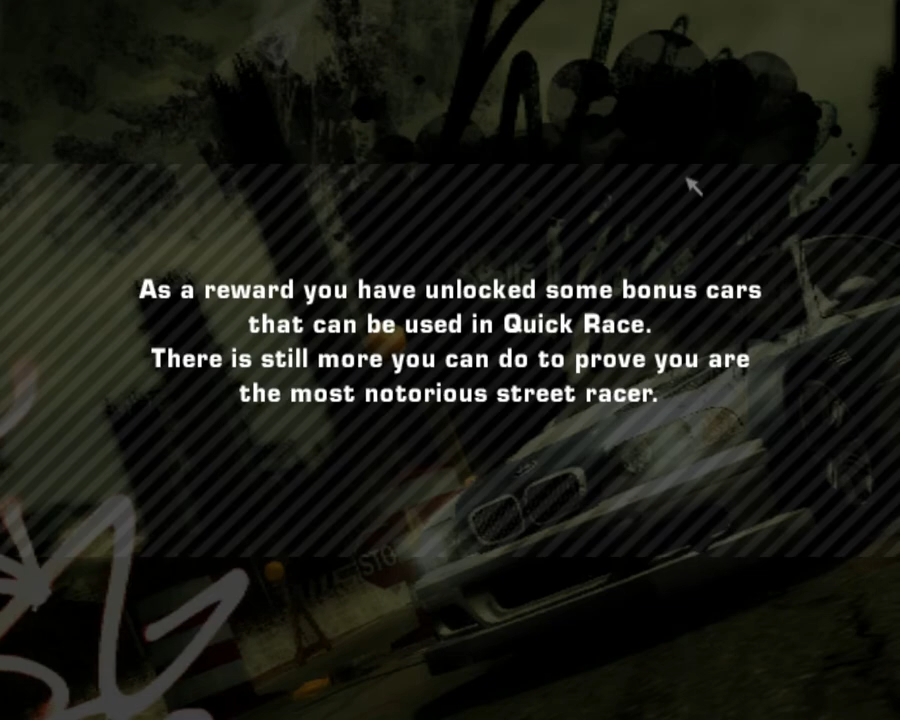 As a reward you have unlocked some bonus cars
that can be used in Quick Race.
There is still more you can do to prove you are
the most notorious street racer.
STO